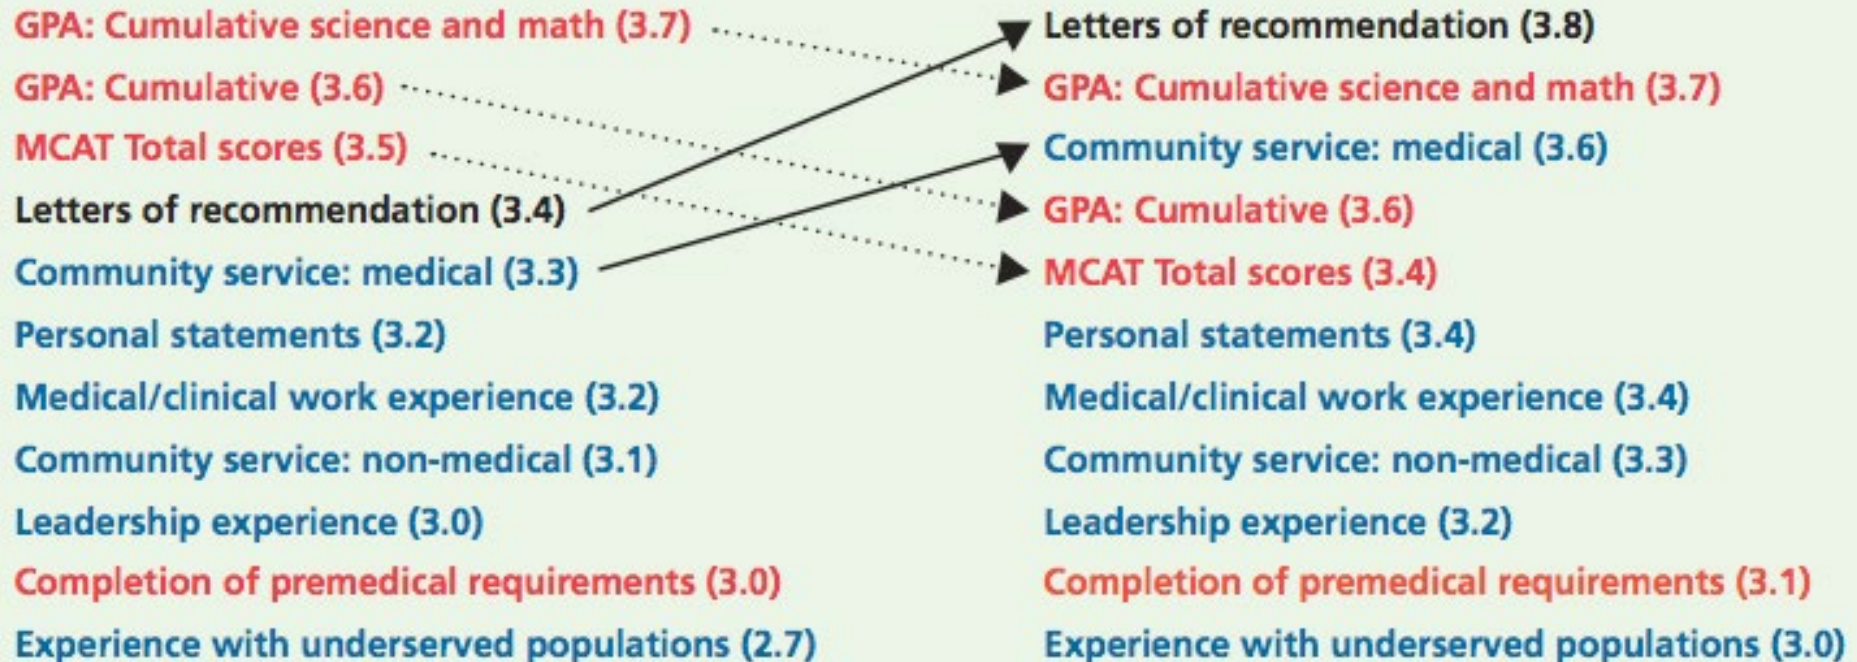 GPA: Cumulative science and math (3.7)
GPA: Cumulative (3.6)
MCAT Total scores (3.5)
Letters of recommendation (3.4)
Community service: medical (3.3)
Personal statements (3.2)
Medical/clinical work experience (3.2)
Community service: non-medical (3.1)
Leadership experience (3.0)
Completion of premedical requirements (3.0)
Experience with underserved populations (2.7)
Letters of recommendation (3.8)
GPA: Cumulative science and math (3.7)
Community service: medical (3.6)
GPA: Cumulative (3.6)
MCAT Total scores (3.4)
Personal statements (3.4)
Medical/clinical work experience (3.4)
Community service: non-medical (3.3)
Leadership experience (3.2)
Completion of premedical requirements (3.1)
Experience with underserved populations (3.0)